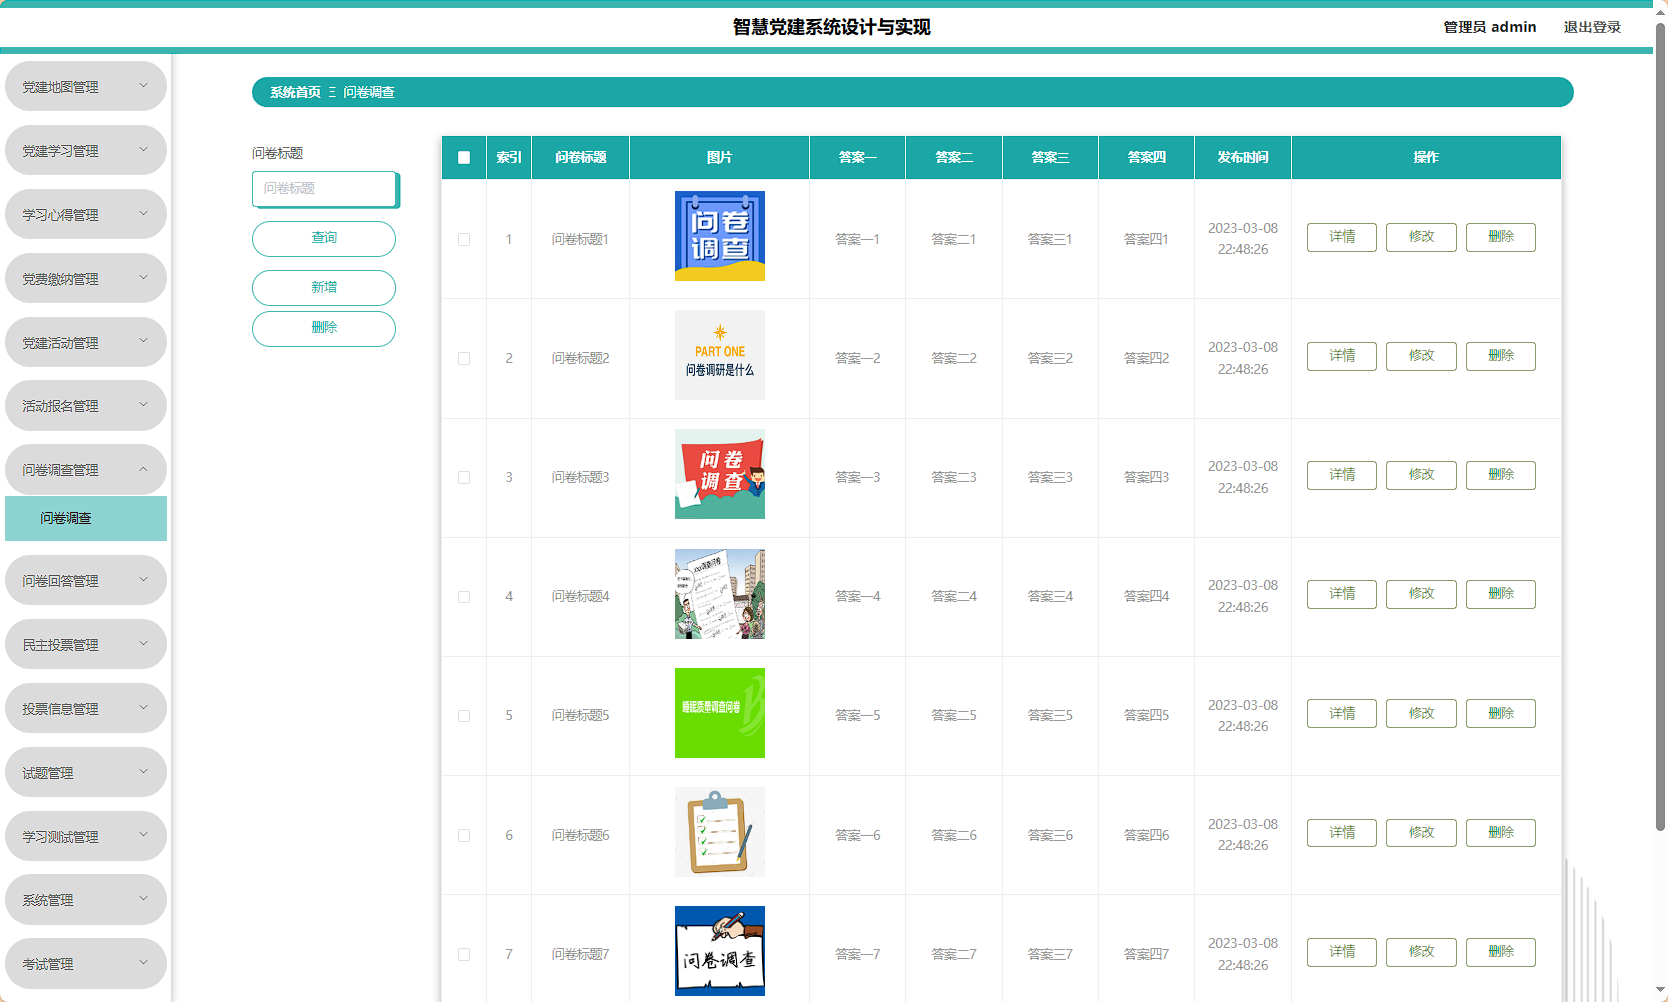 智慧党建系统设计与实现
管理员 admin
退出登录
党建地图管理
党建学习管理
学习心得管理
党费缴纳管理
党建活动管理
活动报名管理
问卷调查管理
问卷调查
问卷回答管理
民主投票管理
投票信息管理
试题管理
学习测试管理
系统管理
考试管理
系统首页 Ξ 问卷调查
问卷标题
问卷标题
查询
新增
删除
索引 问卷标题 图片 答案一 答案二 答案三 答案四 发布时间 操作
问卷
调查
1 问卷标题1 答案一1 答案二1 答案三1 答案四1 2023-03-08 22:48:26 详情 修改 删除
PART ONE
问卷调研是什么
2 问卷标题2 答案一2 答案二2 答案三2 答案四2 2023-03-08 22:48:26 详情 修改 删除
问卷
调查
3 问卷标题3 答案一3 答案二3 答案三3 答案四3 2023-03-08 22:48:26 详情 修改 删除
4 问卷标题4 答案一4 答案二4 答案三4 答案四4 2023-03-08 22:48:26 详情 修改 删除
睡眠质量调查问卷
5 问卷标题5 答案一5 答案二5 答案三5 答案四5 2023-03-08 22:48:26 详情 修改 删除
6 问卷标题6 答案一6 答案二6 答案三6 答案四6 2023-03-08 22:48:26 详情 修改 删除
问卷调查
7 问卷标题7 答案一7 答案二7 答案三7 答案四7 2023-03-08 22:48:26 详情 修改 删除